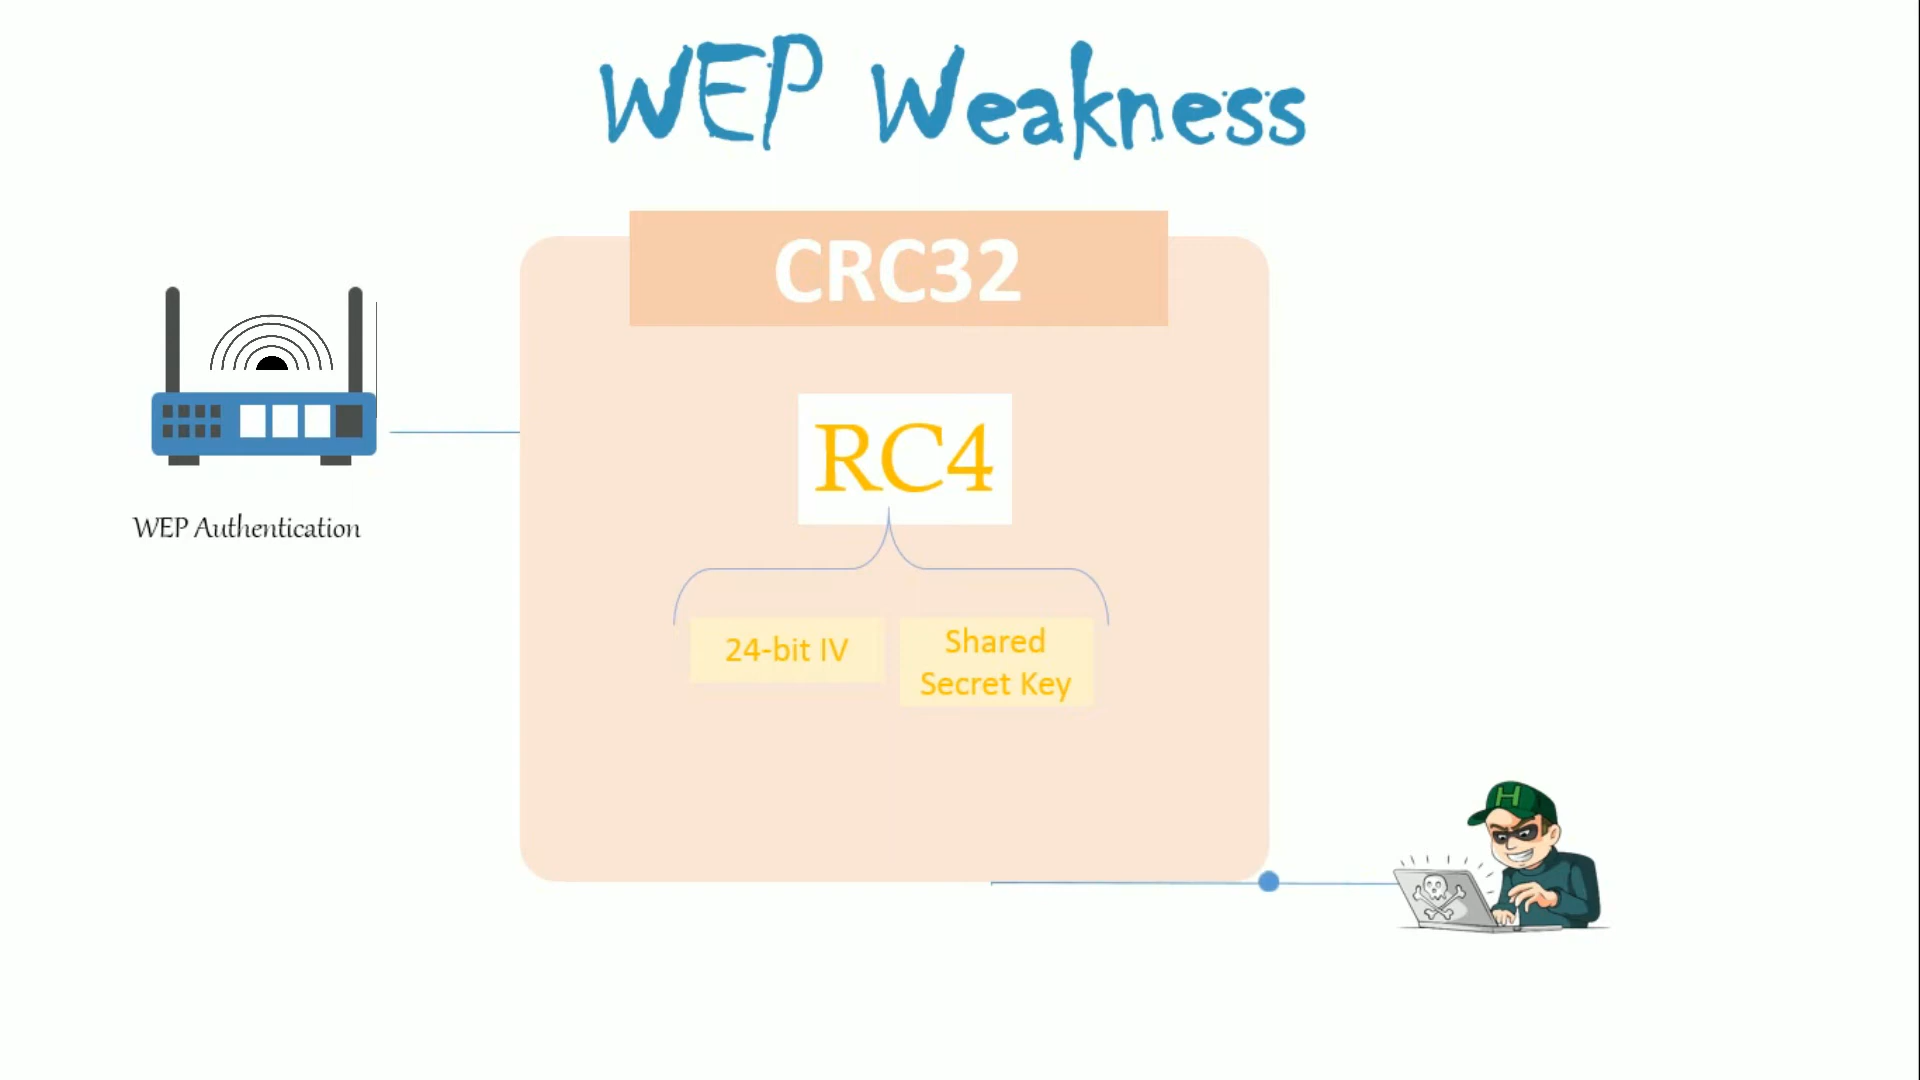 WEP Weakness
CRC32
RC4
WEP Authentication
24-bit IV
Shared
Secret Key
H